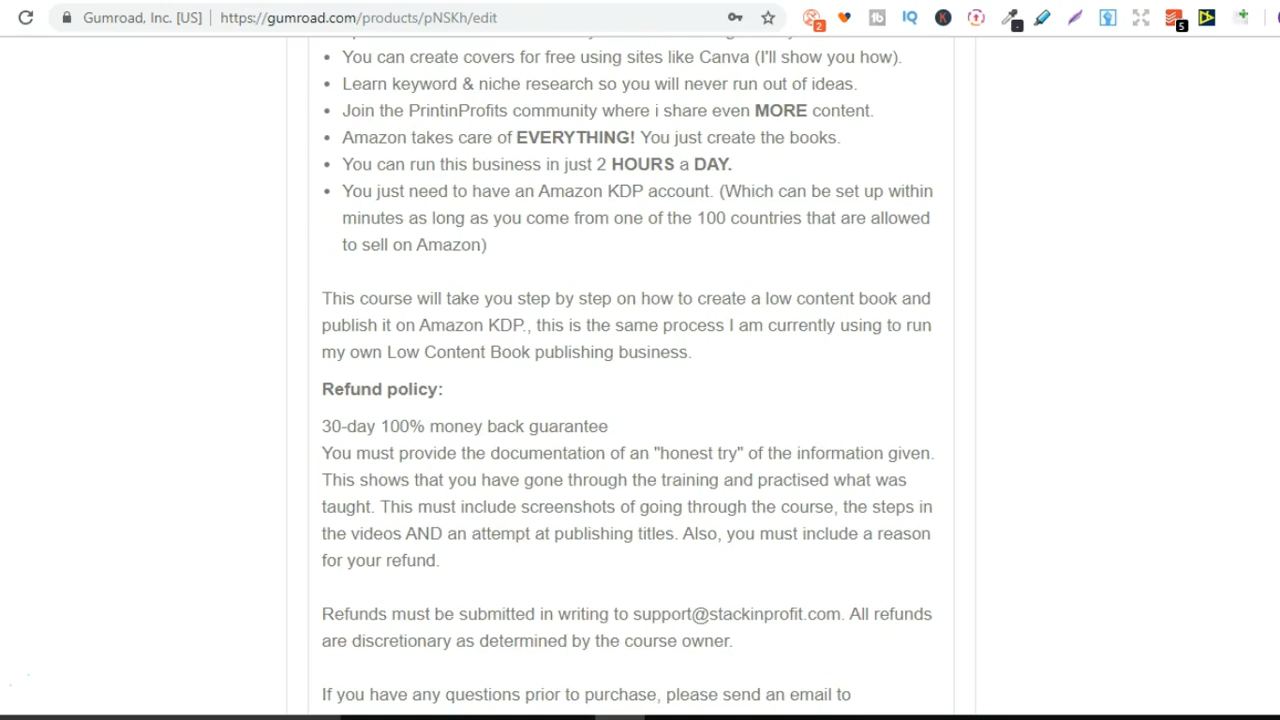 Gumroad, Inc. [US] https://gumroad.com/products/pNSKh/edit
2
5
You can create covers for free using sites like Canva (I'll show you how).
Learn keyword & niche research so you will never run out of ideas.
Join the PrintinProfits community where i share even MORE content.
Amazon takes care of EVERYTHING! You just create the books.
You can run this business in just 2 HOURS a DAY.
You just need to have an Amazon KDP account. (Which can be set up within
minutes as long as you come from one of the 100 countries that are allowed
to sell on Amazon)
This course will take you step by step on how to create a low content book and
publish it on Amazon KDP., this is the same process I am currently using to run
my own Low Content Book publishing business.
Refund policy:
30-day 100% money back guarantee
You must provide the documentation of an "honest try" of the information given.
This shows that you have gone through the training and practised what was
taught. This must include screenshots of going through the course, the steps in
the videos AND an attempt at publishing titles. Also, you must include a reason
for your refund.
Refunds must be submitted in writing to support@stackinprofit.com. All refunds
are discretionary as determined by the course owner.
If you have any questions prior to purchase, please send an email to